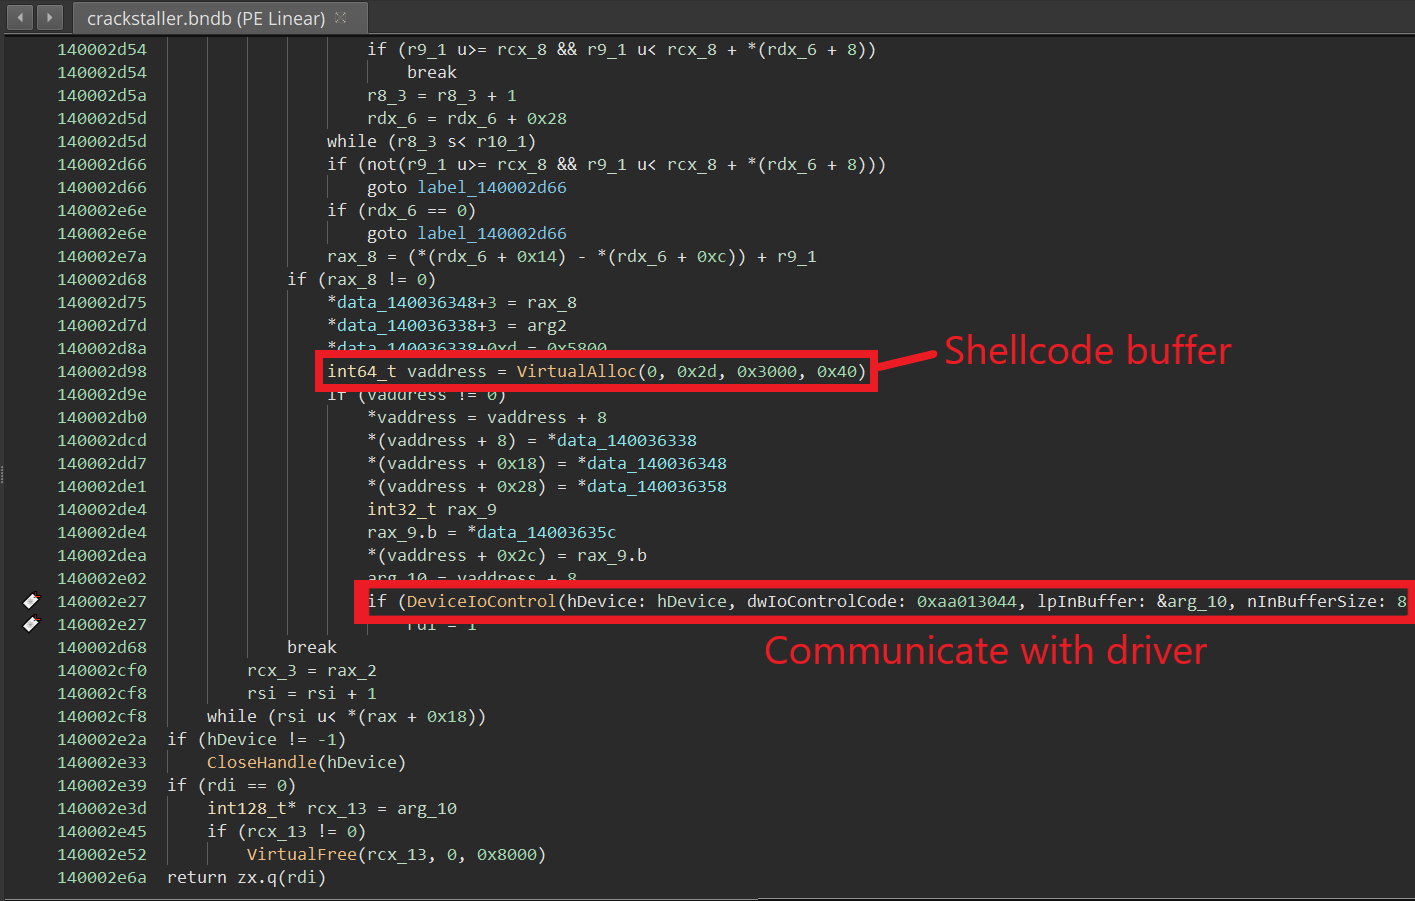 crackstaller.bndb (PE Linear)
140002d54 if (r9_1 u>= rcx_8 && r9_1 u< rcx_8 + *(rdx_6 + 8))
140002d54 break
140002d5a r8_3 = r8_3 + 1
140002d5d rdx_6 = rdx_6 + 0x28
140002d5d while (r8_3 s< r10_1)
140002d66 if (not(r9_1 u>= rcx_8 && r9_1 u< rcx_8 + *(rdx_6 + 8)))
140002d66 goto label_140002d66
140002e6e if (rdx_6 == 0)
140002e6e goto label_140002d66
140002e7a rax_8 = (*(rdx_6 + 0x14) - *(rdx_6 + 0xc)) + r9_1
140002d68 if (rax_8 != 0)
140002d75 *data_140036348+3 = rax_8
140002d7d *data_140036338+3 = arg2
140002d8a *data_140036338+0xd = 0x5800
Shellcode buffer
140002d98 int64_t vaddress = VirtualAlloc(0, 0x2d, 0x3000, 0x40)
140002d9e if (vaddress != 0)
140002db0 *vaddress = vaddress + 8
140002dcd *(vaddress + 8) = *data_140036338
140002dd7 *(vaddress + 0x18) = *data_140036348
140002de1 *(vaddress + 0x28) = *data_140036358
140002de4 int32_t rax_9
140002de4 rax_9.b = *data_14003635c
140002dea *(vaddress + 0x2c) = rax_9.b
140002e02 arg_10 = vaddress + 8
140002e27 if (DeviceIoControl(hDevice: hDevice, dwIoControlCode: 0xaa013044, lpInBuffer: &arg_10, nInBufferSize: 8
140002e27 rdi = 1
Communicate with driver
140002d68 break
140002cf0 rcx_3 = rax_2
140002cf8 rsi = rsi + 1
140002cf8 while (rsi u< *(rax + 0x18))
140002e2a if (hDevice != -1)
140002e33 CloseHandle(hDevice)
140002e39 if (rdi == 0)
140002e3d int128_t* rcx_13 = arg_10
140002e45 if (rcx_13 != 0)
140002e52 VirtualFree(rcx_13, 0, 0x8000)
140002e6a return zx.q(rdi)